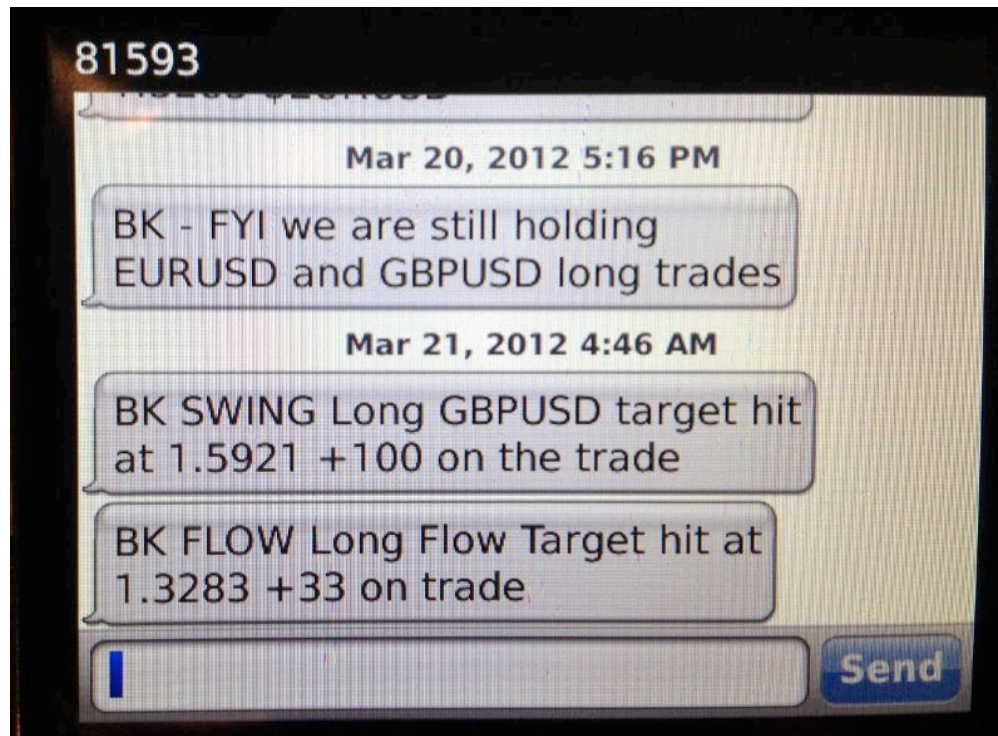 81593
Mar 20, 2012 5:16 PM
BK - FYI we are still holding
EURUSD and GBPUSD long trades
Mar 21, 2012 4:46 AM
BK SWING Long GBPUSD target hit
at 1.5921 +100 on the trade
BK FLOW Long Flow Target hit at
1.3283 +33 on trade
Send